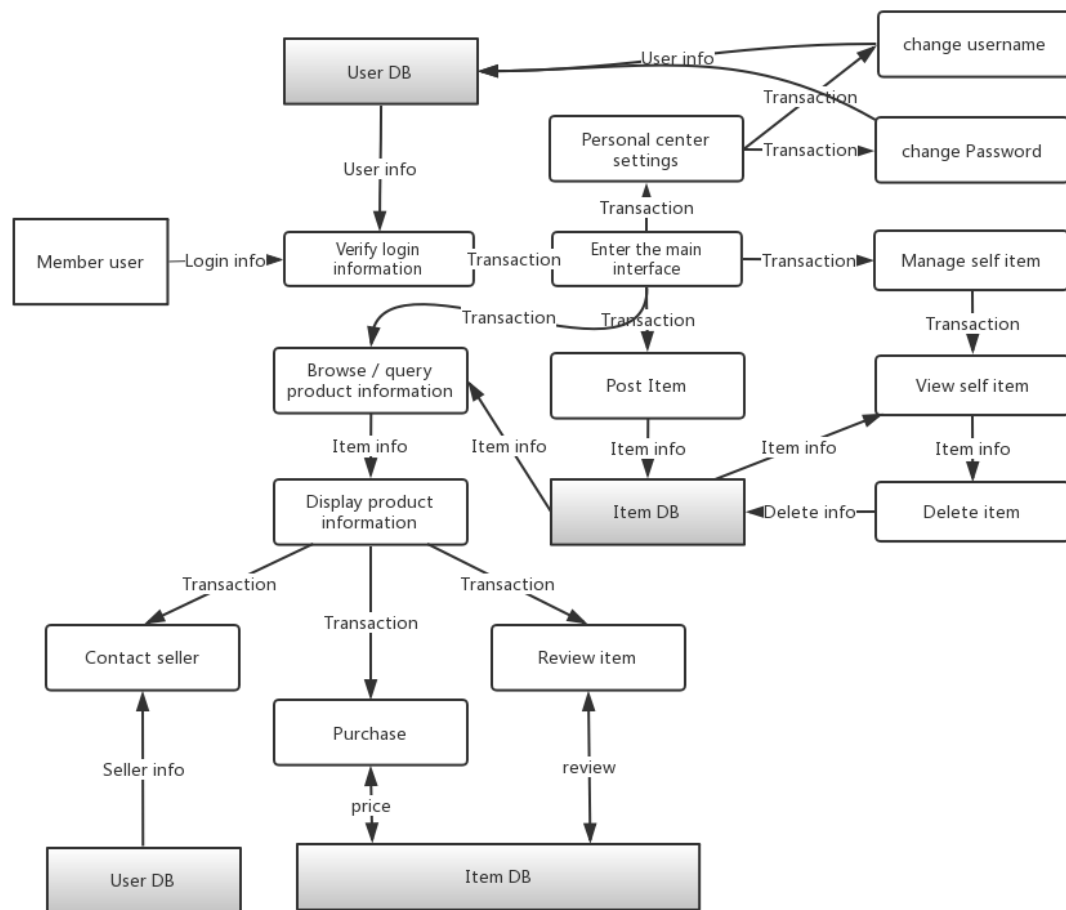 change username
User DB
User info
Transaction
Personal center
settings
Transaction
change Password
User info
Transaction
Member user
Login info
Verify login
information
Transaction
Enter the main
interface
Transaction
Manage self item
Transaction
Transaction
Transaction
Browse / query
product information
Post Item
View self item
Item info
Item info
Item info
Item info
Item info
Display product
information
Item DB
Delete info
Delete item
Transaction
Transaction
Transaction
Contact seller
Review item
Purchase
Seller info
review
price
User DB
Item DB